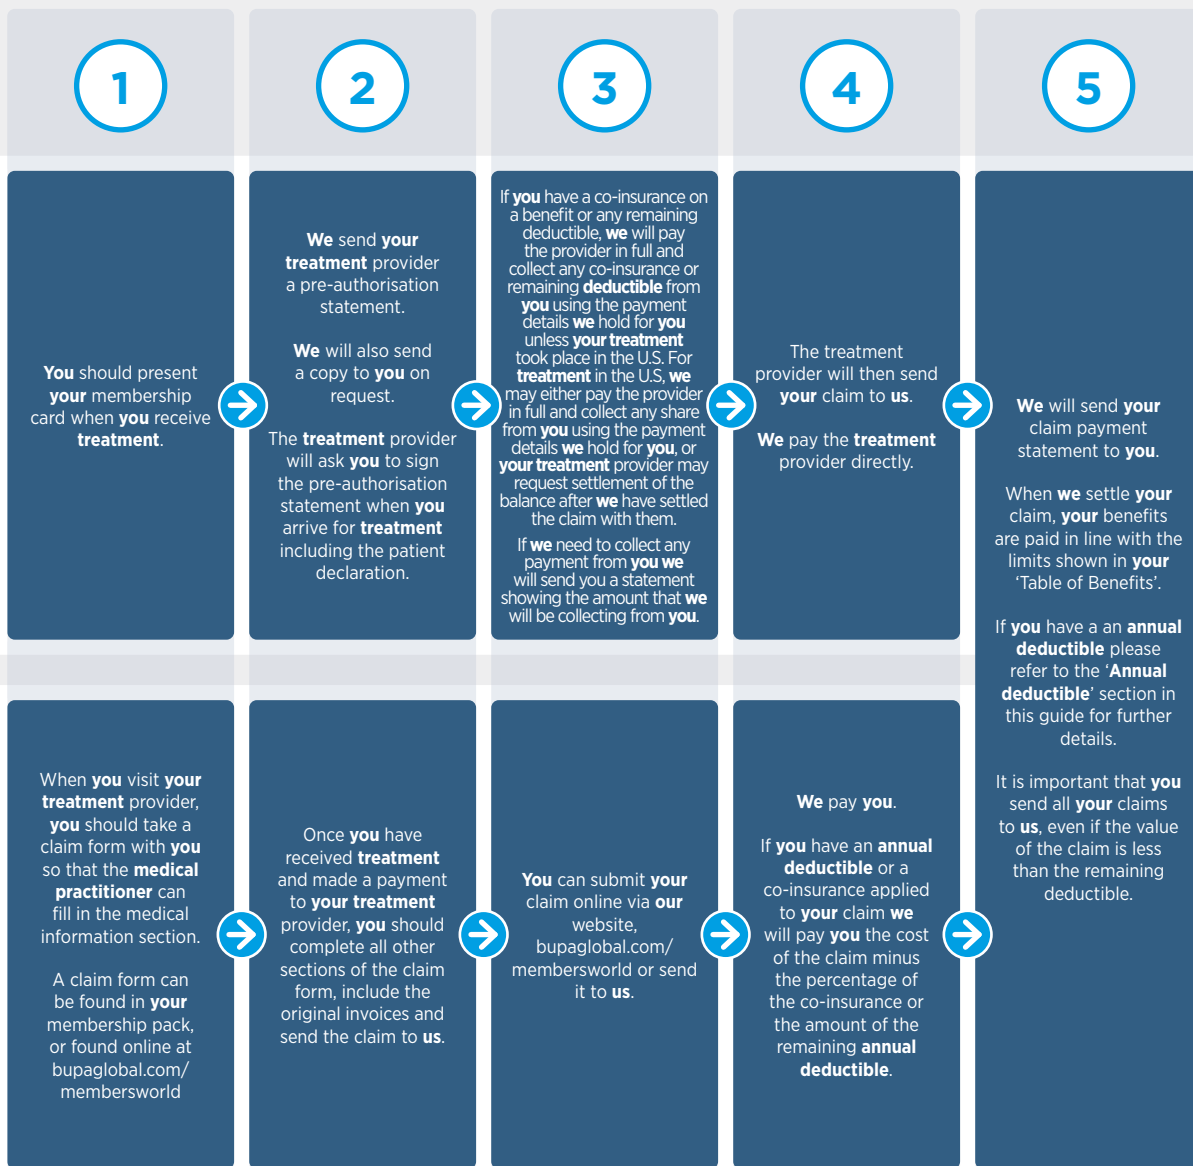 1
2
3
4
5
You should present
your membership
card when you receive
treatment.
We send your
treatment provider
a pre-authorisation
statement.
We will also send
a copy to you on
request.
The treatment provider
will ask you to sign
the pre-authorisation
statement when you
arrive for treatment
including the patient
declaration.
If you have a co-insurance on
a benefit or any remaining
deductible, we will pay
the provider in full and
collect any co-insurance or
remaining deductible from
you using the payment
details we hold for you
unless your treatment
took place in the U.S. For
treatment in the U.S, we
may either pay the provider
in full and collect any share
from you using the payment
details we hold for you, or
your treatment provider may
request settlement of the
balance after we have settled
the claim with them.
If we need to collect any
payment from you we
will send you a statement
showing the amount that we
will be collecting from you.
The treatment
provider will then send
your claim to us.
We pay the treatment
provider directly.
We will send your
claim payment
statement to you.
When we settle your
claim, your benefits
are paid in line with the
limits shown in your
‘Table of Benefits’.
If you have a an annual
deductible please
refer to the ‘Annual
deductible’ section in
this guide for further
details.
It is important that you
send all your claims
to us, even if the value
of the claim is less
than the remaining
deductible.
When you visit your
treatment provider,
you should take a
claim form with you
so that the medical
practitioner can
fill in the medical
information section.
A claim form can
be found in your
membership pack,
or found online at
bupaglobal.com/
membersworld
Once you have
received treatment
and made a payment
to your treatment
provider, you should
complete all other
sections of the claim
form, include the
original invoices and
send the claim to us.
You can submit your
claim online via our
website,
bupaglobal.com/
membersworld or send
it to us.
We pay you.
If you have an annual
deductible or a
co-insurance applied
to your claim we
will pay you the cost
of the claim minus
the percentage of
the co-insurance or
the amount of the
remaining annual
deductible.